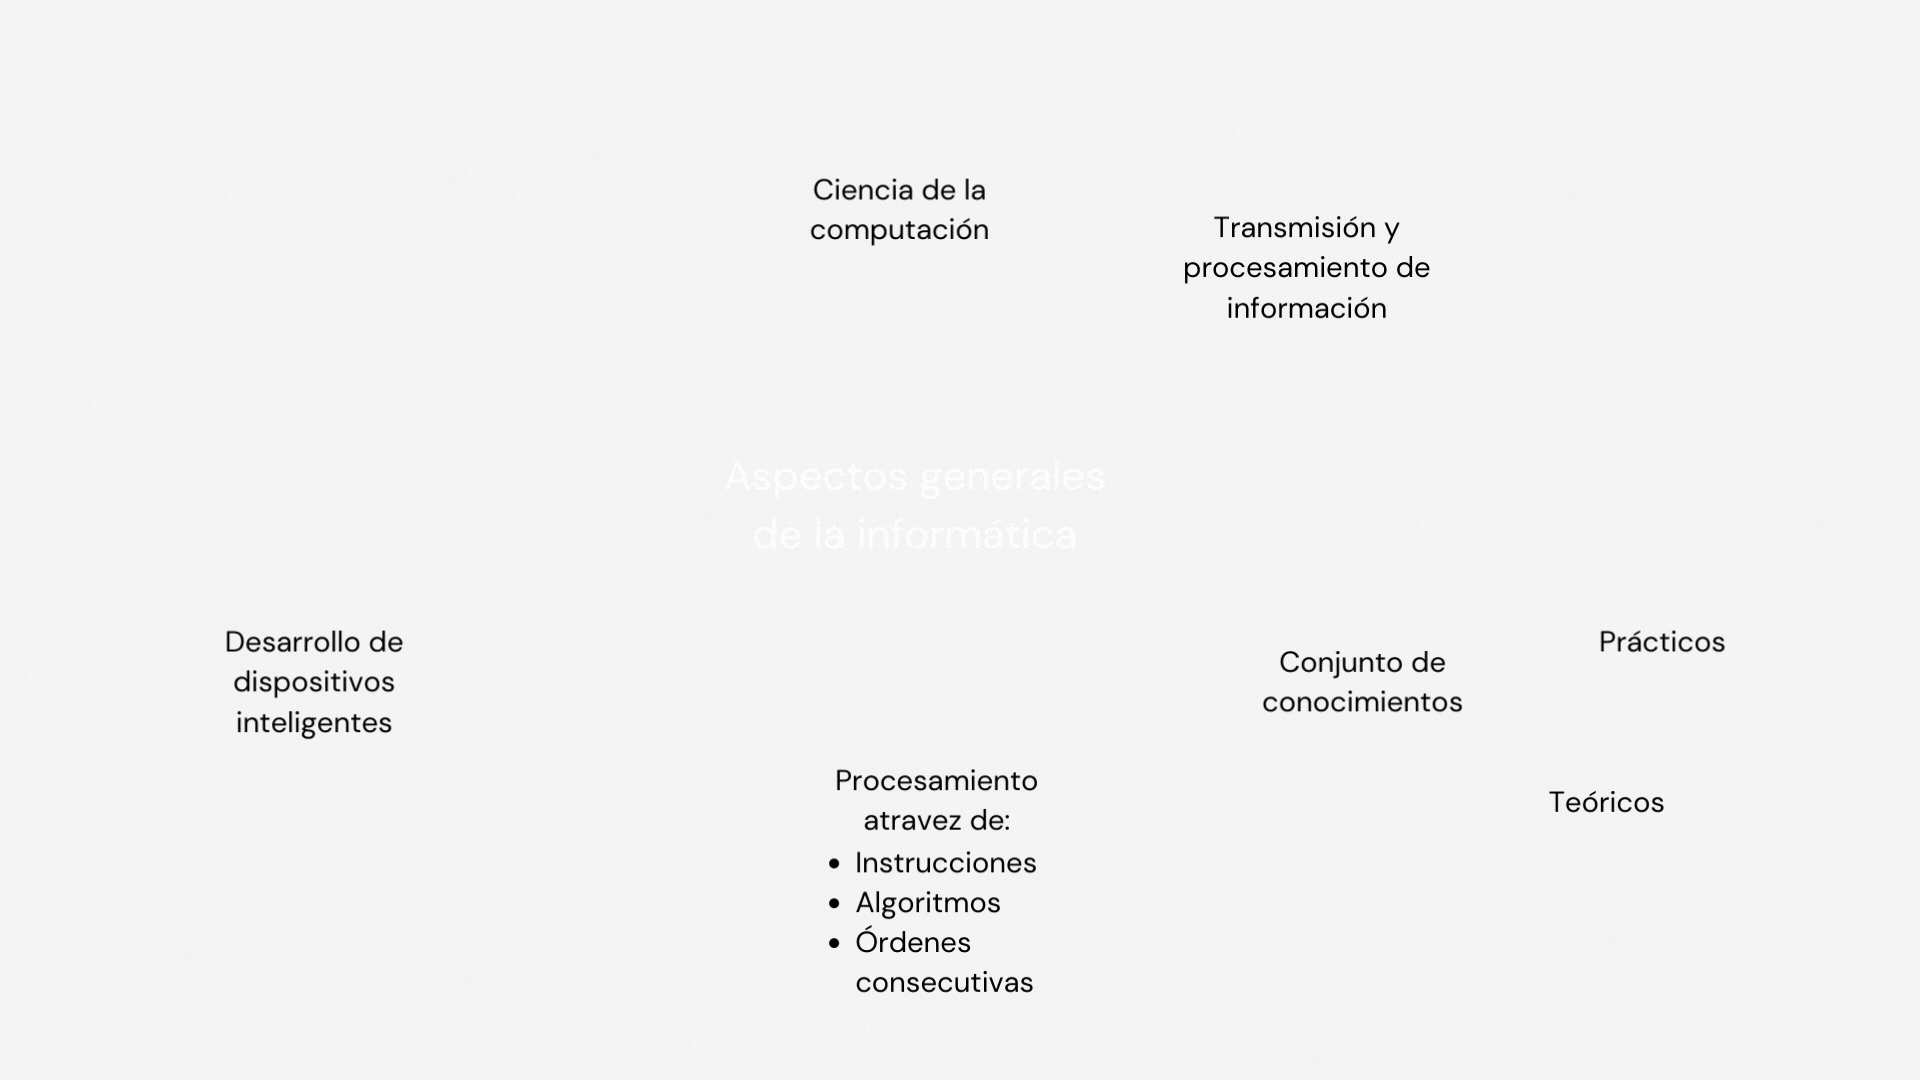 Ciencia de la
computación
Transmisión y
procesamiento de
información
Aspectos generales
de la informática
Desarrollo de
dispositivos
inteligentes
Conjunto de
conocimientos
Prácticos
Teóricos
Procesamiento
atravez de:
• Instrucciones
• Algoritmos
• Órdenes
consecutivas